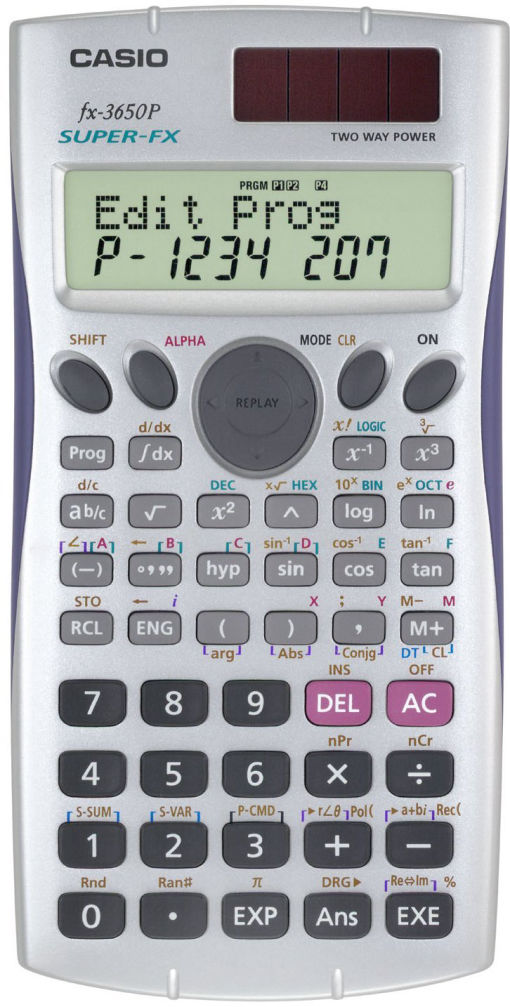 CASIO
fx-3650P
SUPER-FX
TWO WAY POWER
PRGM P1 P2 P4
Edit Prog
P-1234 207
SHIFT ALPHA MODE CLR ON
REPLAY
d/dx x! LOGIC ³√
Prog ∫dx x⁻¹ x³
d/c DEC ˣ√ HEX 10ˣ BIN eˣ OCT e
ab/c √ x² ^ log ln
∠ A ← B C sin⁻¹ D cos⁻¹ E tan⁻¹ F
(−) °,,, hyp sin cos tan
STO ← i X ; Y M− M
RCL ENG ( ) , M+
arg Abs Conjg DT CL
INS OFF
7 8 9 DEL AC
nPr nCr
4 5 6 × ÷
S-SUM S-VAR P-CMD ►r∠θ Pol( ►a+bi Rec(
1 2 3 + −
Rnd Ran# π DRG► Re⇔Im %
0 · EXP Ans EXE